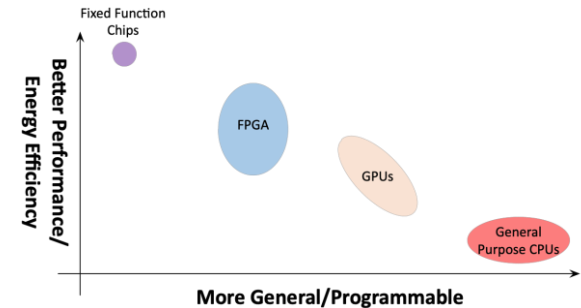 Fixed Function
Chips
Better Performance/
Energy Efficiency
FPGA
GPUs
General
Purpose CPUs
More General/Programmable